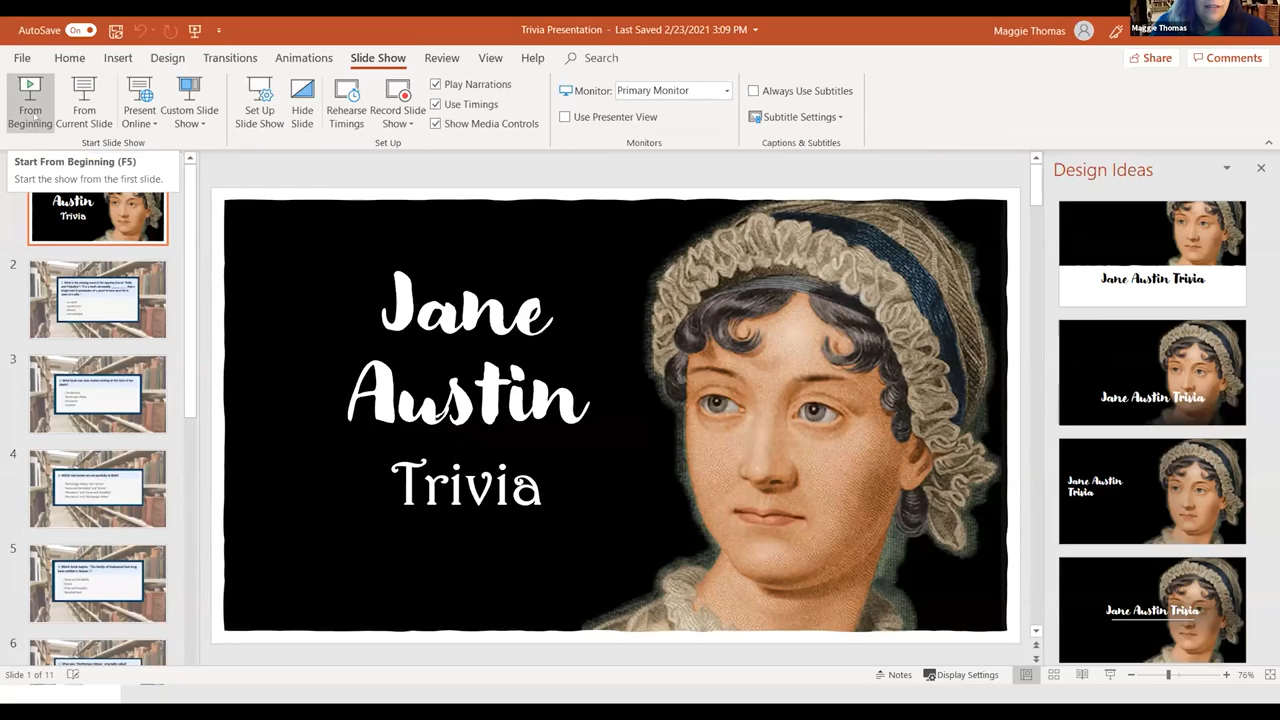 AutoSave On
Trivia Presentation - Last Saved 2/23/2021 3:09 PM
Maggie Thomas
Maggie Thomas
File Home Insert Design Transitions Animations Slide Show Review View Help Search
Share Comments
From Beginning
From Current Slide
Present Online
Custom Slide Show
Start Slide Show
Set Up Slide Show
Hide Slide
Rehearse Timings
Record Slide Show
Play Narrations
Use Timings
Show Media Controls
Set Up
Monitor: Primary Monitor
Use Presenter View
Monitors
Always Use Subtitles
Subtitle Settings
Captions & Subtitles
Start From Beginning (F5)
Start the show from the first slide.
Austin
Trivia
2
3
4
5
6
Jane
Austin
Trivia
Design Ideas
Jane Austin Trivia
Jane Austin Trivia
Jane Austin
Trivia
Jane Austin Trivia
Slide 1 of 11
Notes
Display Settings
76%